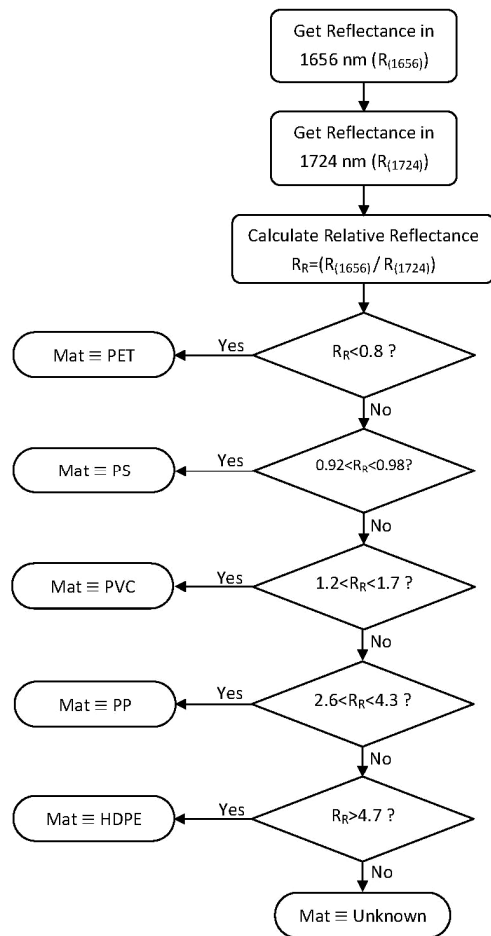 Get Reflectance in
1656 nm (R(1656))
Get Reflectance in
1724 nm (R(1724))
Calculate Relative Reflectance
RR=(R(1656)/ R(1724))
RR<0.8 ?
Yes
Mat ≡ PET
No
0.92<RR<0.98?
Yes
Mat ≡ PS
No
1.2<RR<1.7 ?
Yes
Mat ≡ PVC
No
2.6<RR<4.3 ?
Yes
Mat ≡ PP
No
RR>4.7 ?
Yes
Mat ≡ HDPE
No
Mat ≡ Unknown